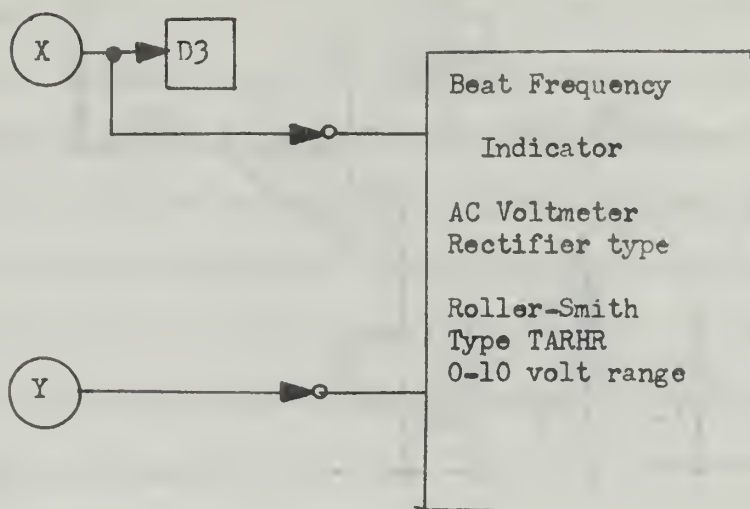 X
D3
Beat Frequency
Indicator
AC Voltmeter
Rectifier type
Roller-Smith
Type TARHR
0-10 volt range
Y